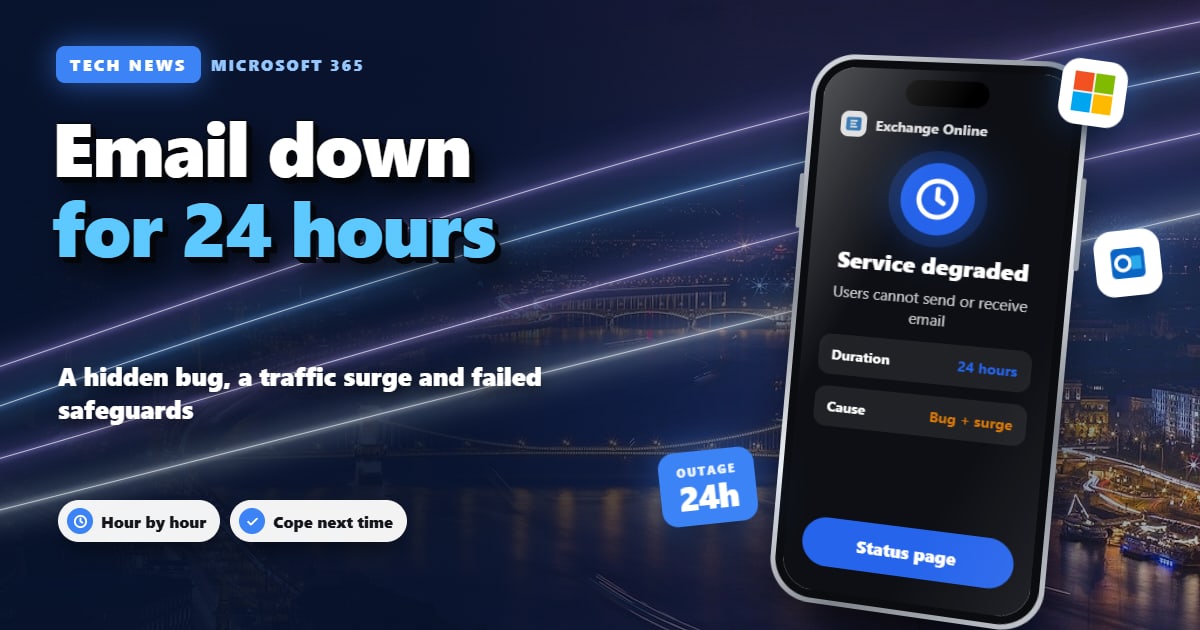 TECH NEWS
MICROSOFT 365
Email down
for 24 hours
A hidden bug, a traffic surge and failed
safeguards
Hour by hour
Cope next time
OUTAGE
24h
Exchange Online
Service degraded
Users cannot send or receive
email
Duration
24 hours
Cause
Bug + surge
Status page